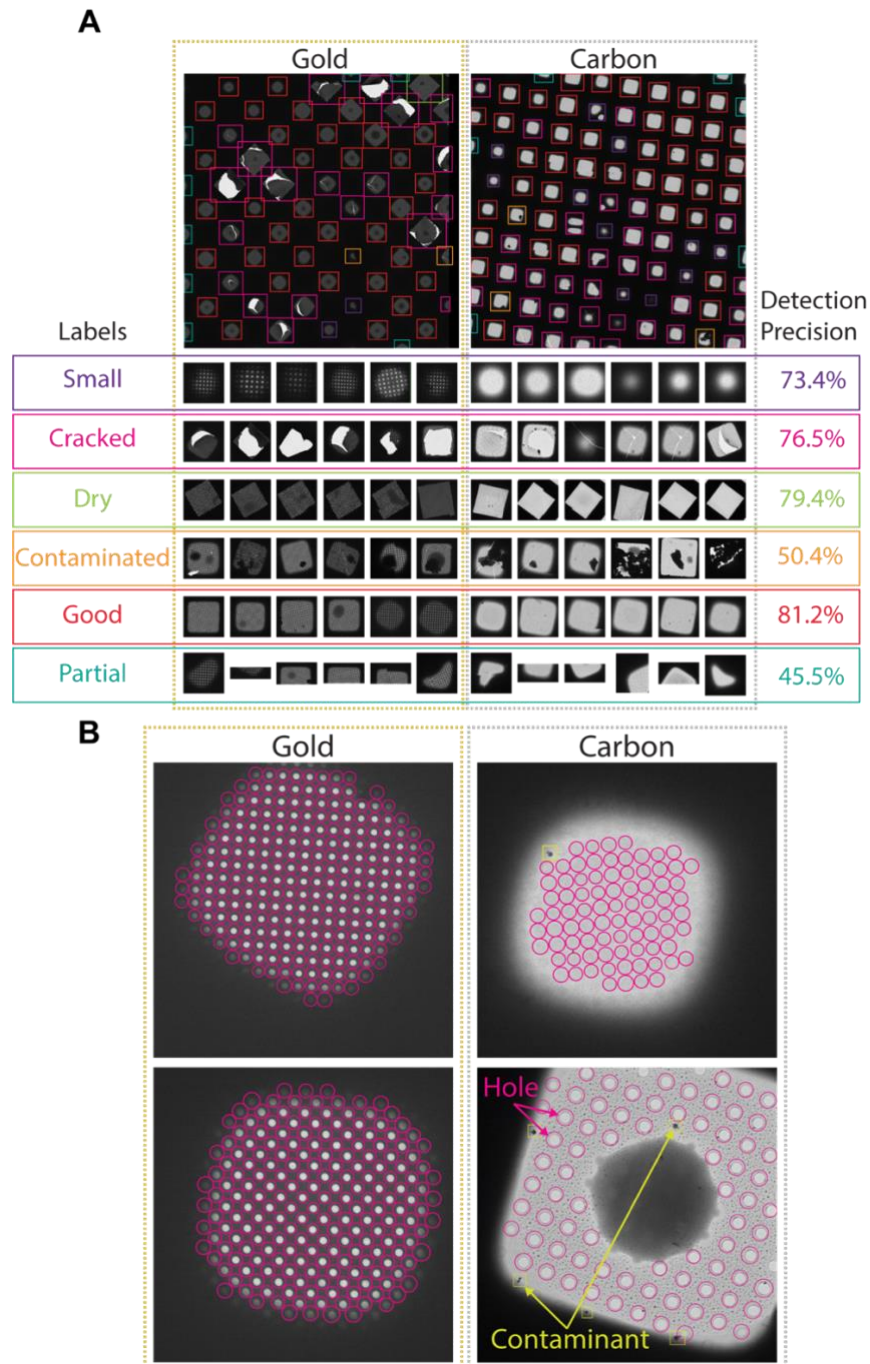 A
Gold
Carbon
Labels
Detection
Precision
Small
73.4%
Cracked
76.5%
Dry
79.4%
Contaminated
50.4%
Good
81.2%
Partial
45.5%
B
Gold
Carbon
Hole
Contaminant